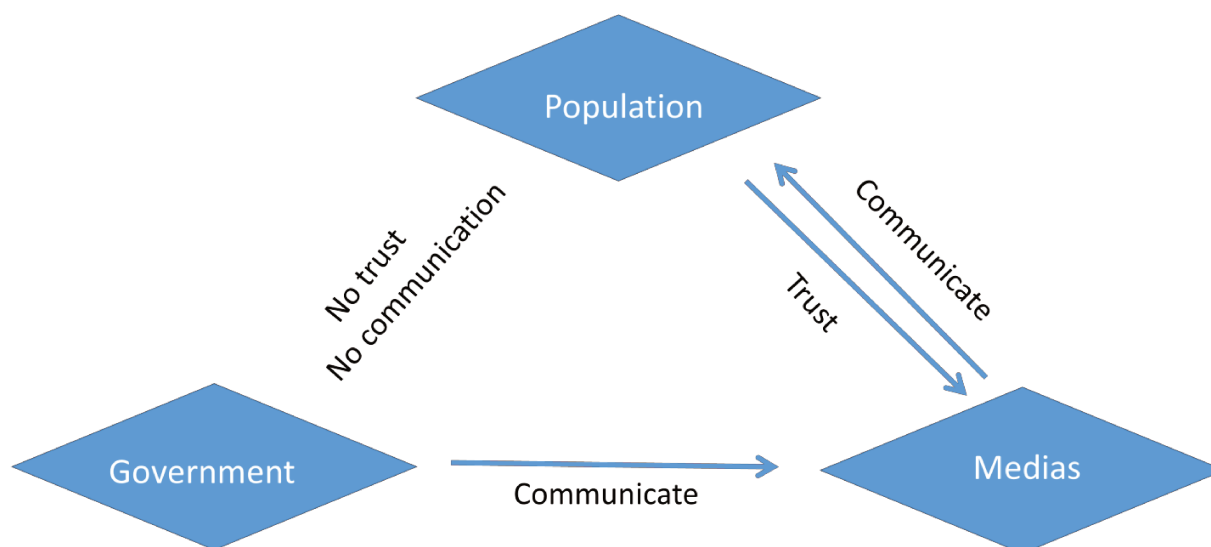 Population
No trust
No communication
Communicate
Trust
Government
Communicate
Medias